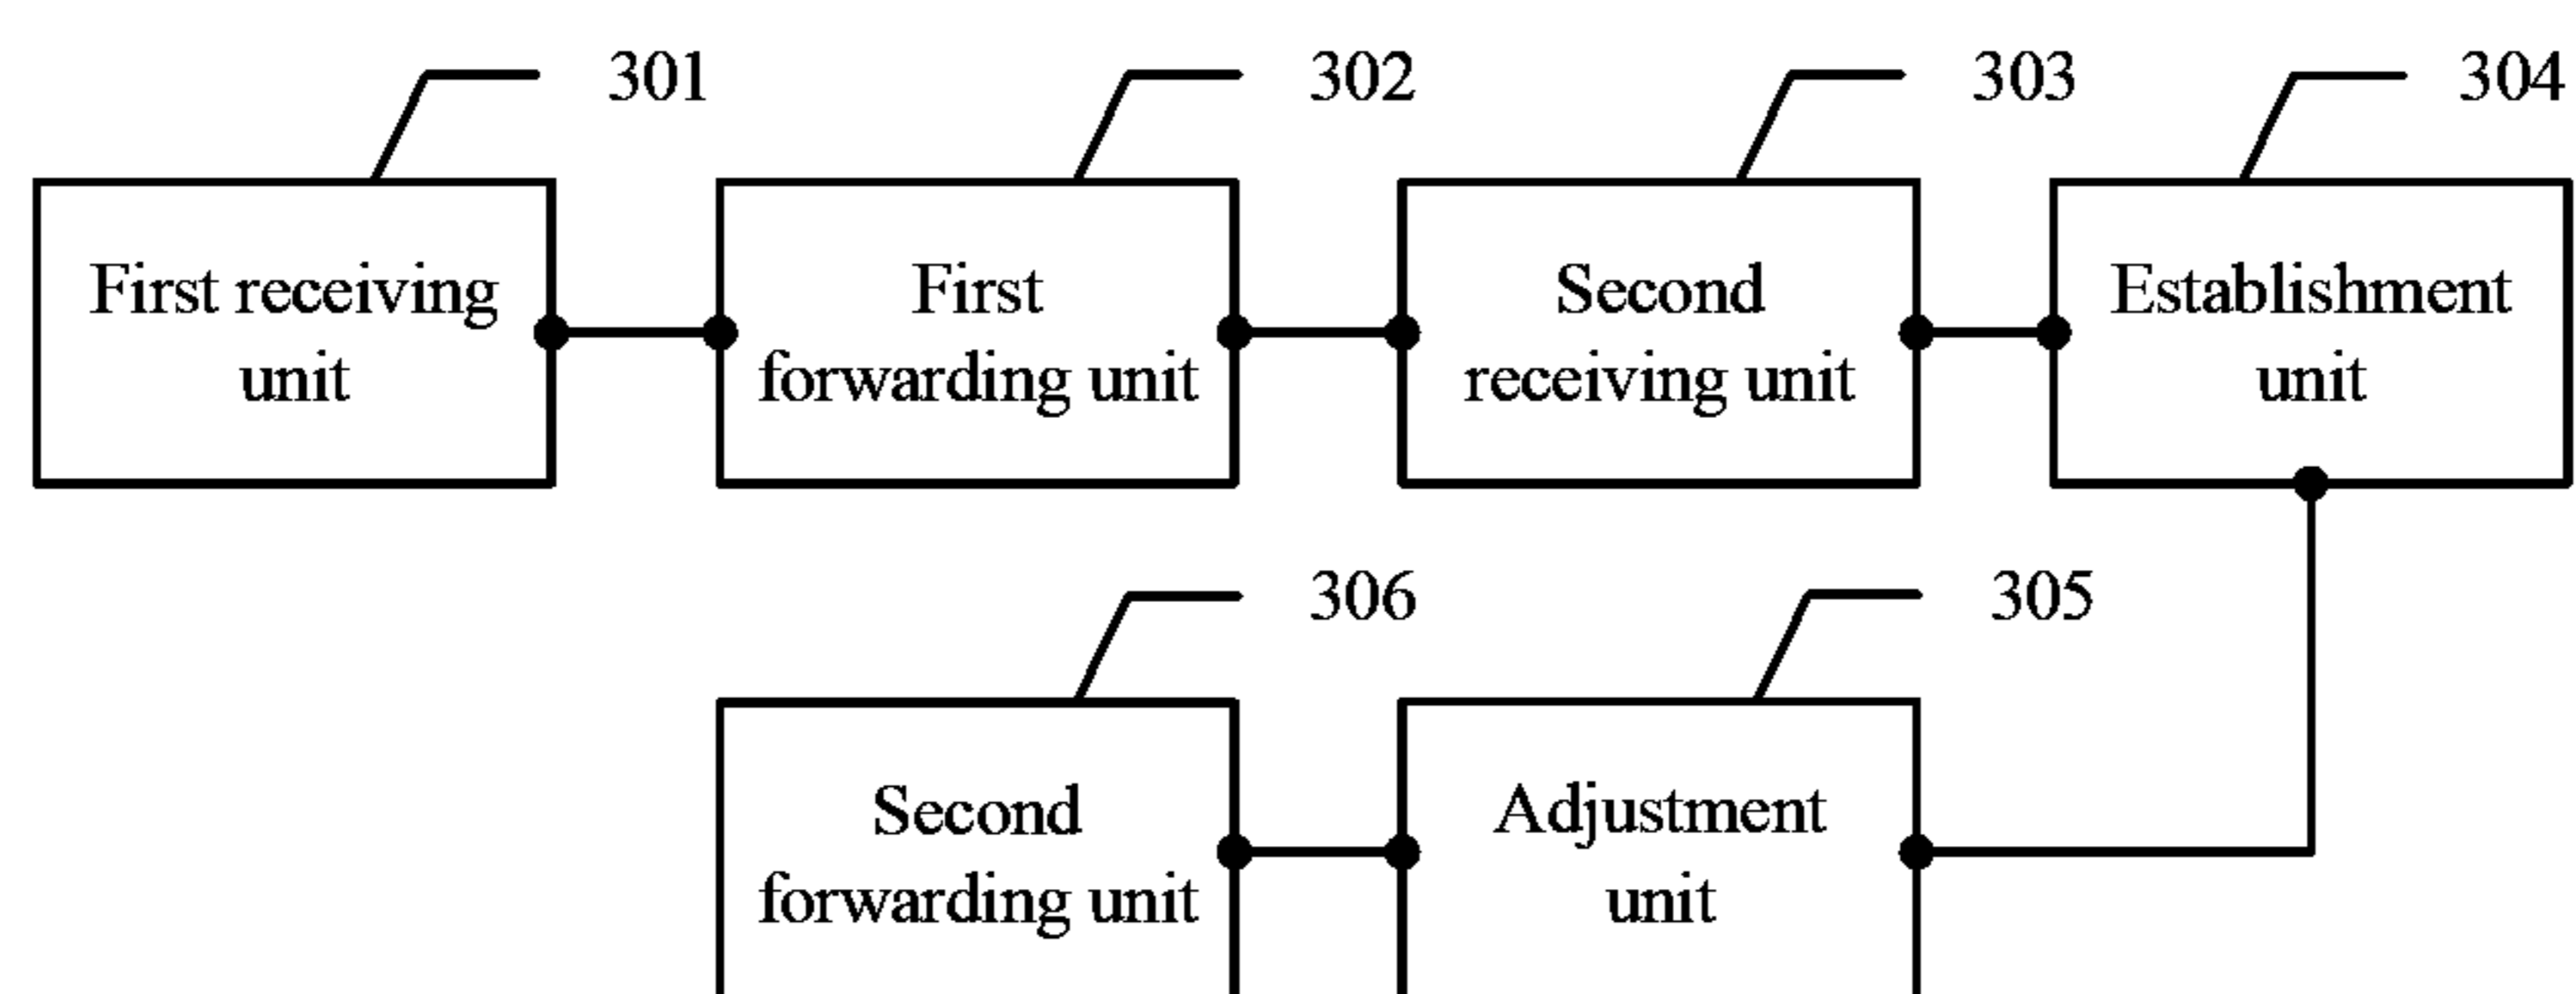 301
302
303
304
First receiving
unit
First
forwarding unit
Second
receiving unit
Establishment
unit
306
305
Second
forwarding unit
Adjustment
unit